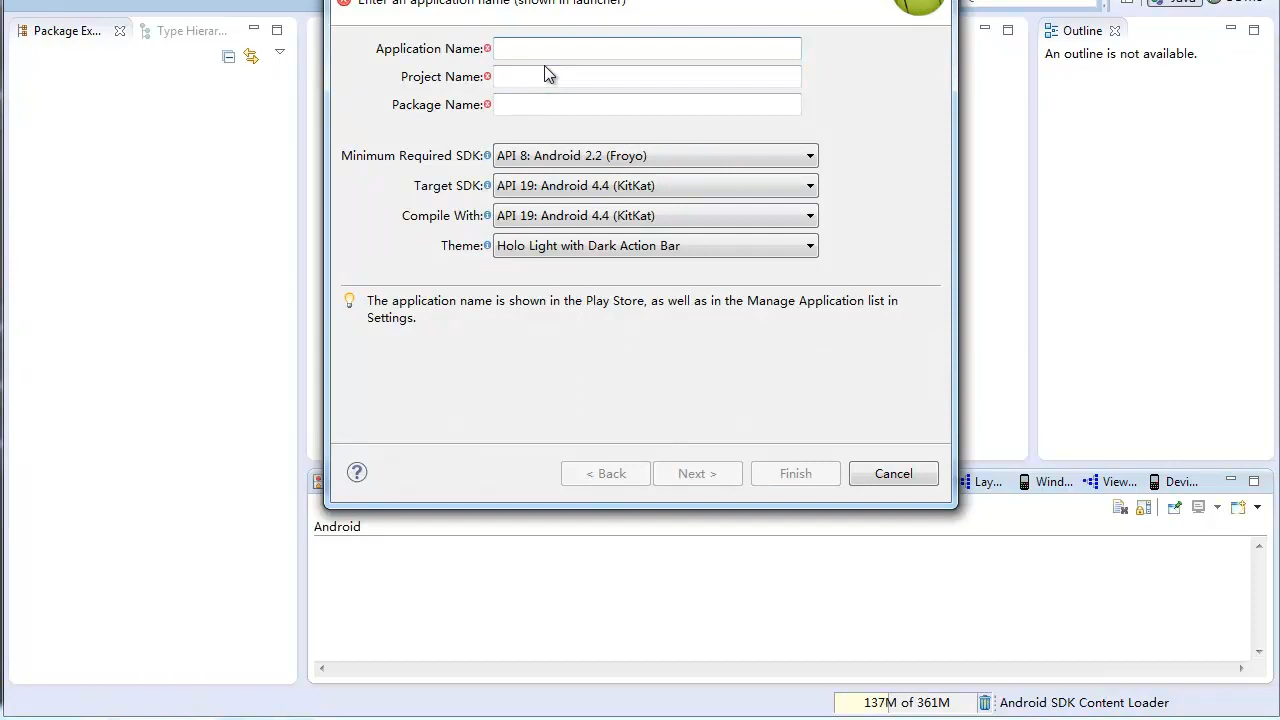 Enter an application name (shown in launcher)
Java
Package Ex...
Type Hierar...
Outline
An outline is not available.
Application Name:
Project Name:
Package Name:
Minimum Required SDK:
API 8: Android 2.2 (Froyo)
Target SDK:
API 19: Android 4.4 (KitKat)
Compile With:
API 19: Android 4.4 (KitKat)
Theme:
Holo Light with Dark Action Bar
The application name is shown in the Play Store, as well as in the Manage Application list in
Settings.
< Back
Next >
Finish
Cancel
Lay...
Wind...
View...
Devi...
Android
137M of 361M
Android SDK Content Loader